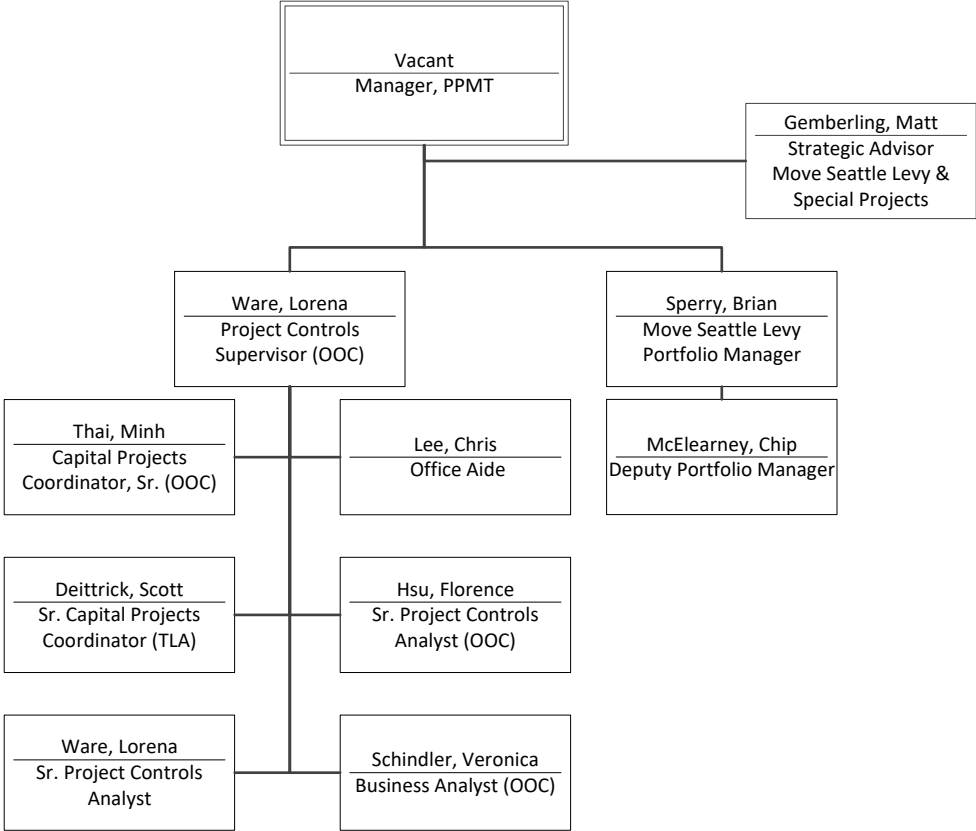 Vacant
Manager, PPMT
Gemberling, Matt
Strategic Advisor
Move Seattle Levy &
Special Projects
Ware, Lorena
Project Controls
Supervisor (OOC)
Sperry, Brian
Move Seattle Levy
Portfolio Manager
Thai, Minh
Capital Projects
Coordinator, Sr. (OOC)
Lee, Chris
Office Aide
McElearney, Chip
Deputy Portfolio Manager
Deittrick, Scott
Sr. Capital Projects
Coordinator (TLA)
Hsu, Florence
Sr. Project Controls
Analyst (OOC)
Ware, Lorena
Sr. Project Controls
Analyst
Schindler, Veronica
Business Analyst (OOC)